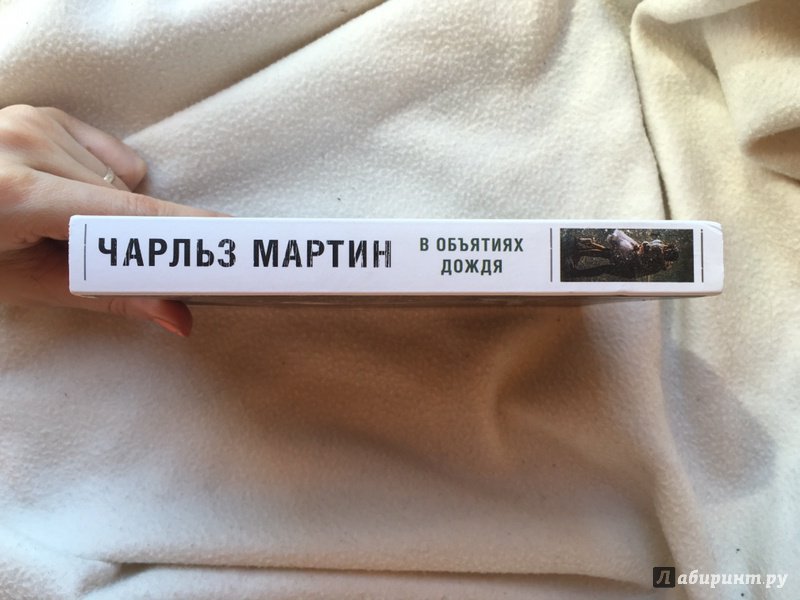 ЧАРЛЬЗ МАРТИН
В ОБЪЯТИЯХ
ДОЖДЯ
Лабиринт.ру